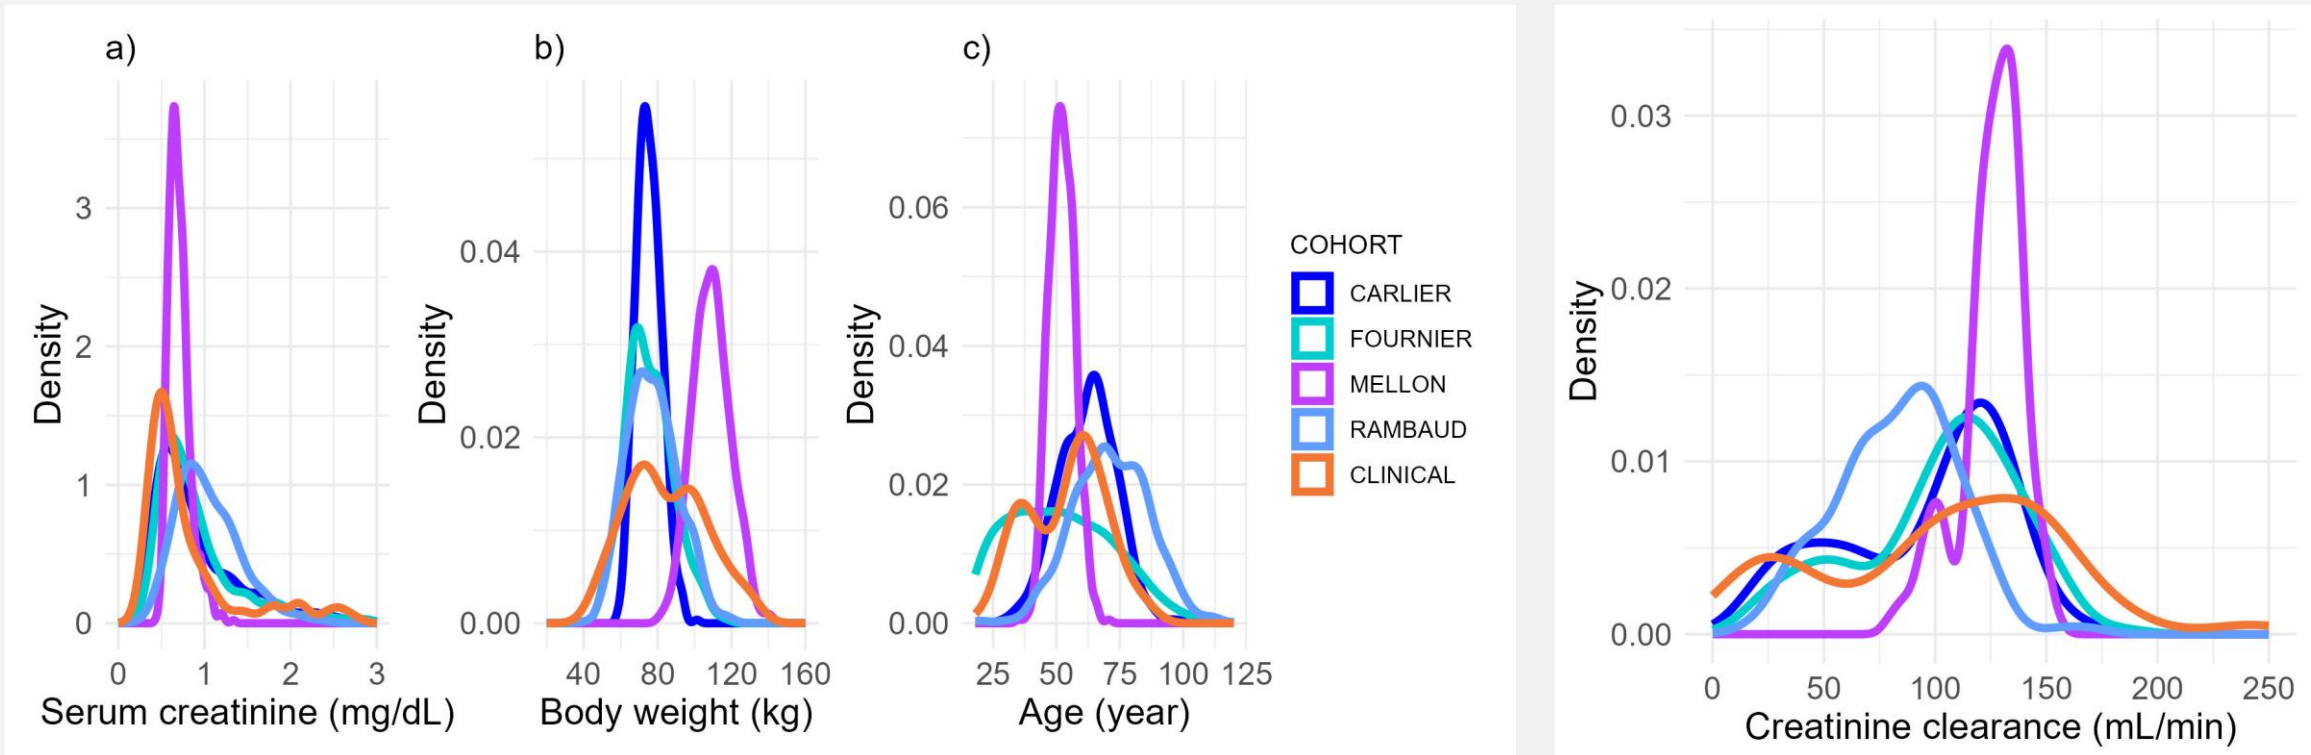 a)
Density
3
2
1
0
0 1 2 3
Serum creatinine (mg/dL)
b)
Density
0.04
0.02
0.00
40 80 120 160
Body weight (kg)
c)
Density
0.06
0.04
0.02
0.00
25 50 75 100 125
Age (year)
COHORT
CARLIER
FOURNIER
MELLON
RAMBAUD
CLINICAL
Density
0.03
0.02
0.01
0.00
0 50 100 150 200 250
Creatinine clearance (mL/min)